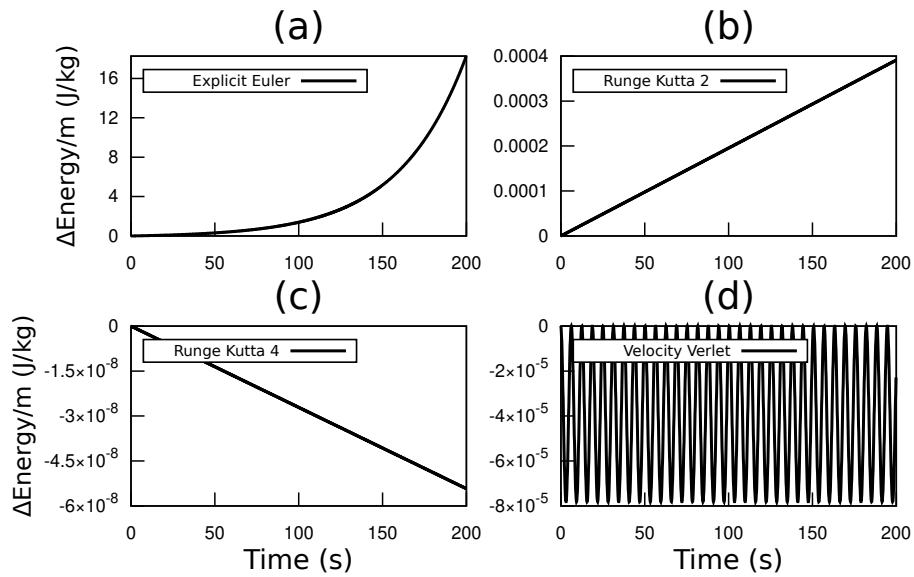 (a)
(b)
ΔEnergy/m (J/kg)
Explicit Euler
16
12
8
4
0
0 50 100 150 200
Runge Kutta 2
0.0004
0.0003
0.0002
0.0001
0
0 50 100 150 200
(c)
(d)
ΔEnergy/m (J/kg)
Runge Kutta 4
0
-1.5×10⁻⁸
-3×10⁻⁸
-4.5×10⁻⁸
-6×10⁻⁸
0 50 100 150 200
Time (s)
Velocity Verlet
0
-2×10⁻⁵
-4×10⁻⁵
-6×10⁻⁵
-8×10⁻⁵
0 50 100 150 200
Time (s)